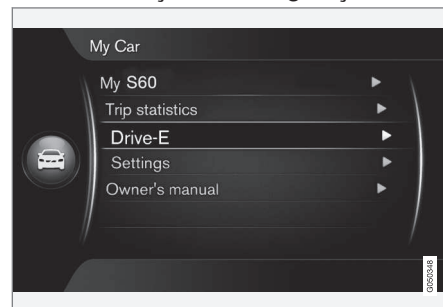 My Car
My S60
Trip statistics
Drive-E
Settings
Owner's manual
G050348